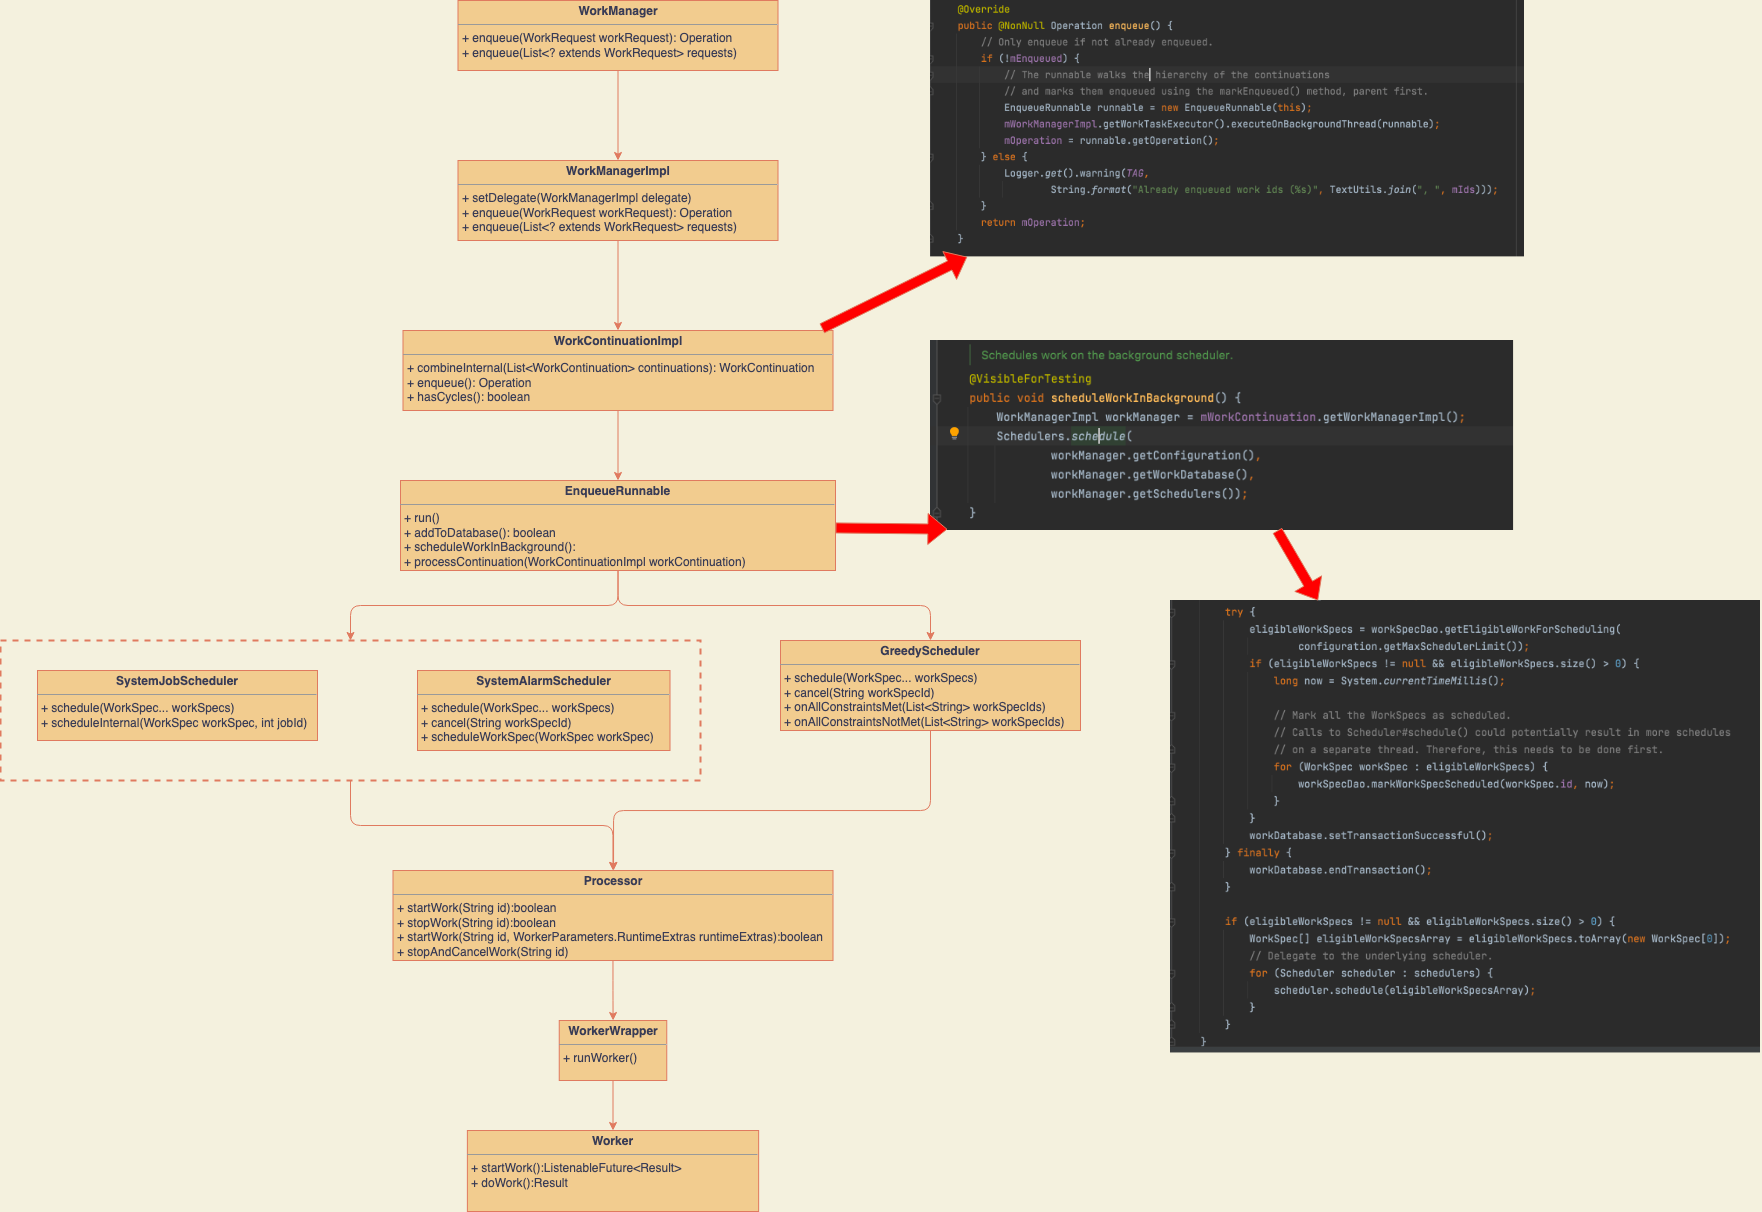 WorkManager
+ enqueue(WorkRequest workRequest): Operation
+ enqueue(List<? extends WorkRequest> requests)
WorkManagerImpl
+ setDelegate(WorkManagerImpl delegate)
+ enqueue(WorkRequest workRequest): Operation
+ enqueue(List<? extends WorkRequest> requests)
WorkContinuationImpl
+ combineInternal(List<WorkContinuation> continuations): WorkContinuation
+ enqueue(): Operation
+ hasCycles(): boolean
EnqueueRunnable
+ run()
+ addToDatabase(): boolean
+ scheduleWorkInBackground():
+ processContinuation(WorkContinuationImpl workContinuation)
SystemJobScheduler
+ schedule(WorkSpec... workSpecs)
+ scheduleInternal(WorkSpec workSpec, int jobId)
SystemAlarmScheduler
+ schedule(WorkSpec... workSpecs)
+ cancel(String workSpecId)
+ scheduleWorkSpec(WorkSpec workSpec)
GreedyScheduler
+ schedule(WorkSpec... workSpecs)
+ cancel(String workSpecId)
+ onAllConstraintsMet(List<String> workSpecIds)
+ onAllConstraintsNotMet(List<String> workSpecIds)
Processor
+ startWork(String id):boolean
+ stopWork(String id):boolean
+ startWork(String id, WorkerParameters.RuntimeExtras runtimeExtras):boolean
+ stopAndCancelWork(String id)
WorkerWrapper
+ runWorker()
Worker
+ startWork():ListenableFuture<Result>
+ doWork():Result
@Override
public @NonNull Operation enqueue() {
// Only enqueue if not already enqueued.
if (!mEnqueued) {
// The runnable walks the hierarchy of the continuations
// and marks them enqueued using the markEnqueued() method, parent first.
EnqueueRunnable runnable = new EnqueueRunnable(this);
mWorkManagerImpl.getWorkTaskExecutor().executeOnBackgroundThread(runnable);
mOperation = runnable.getOperation();
} else {
Logger.get().warning(TAG,
String.format("Already enqueued work ids (%s)", TextUtils.join(", ", mIds)));
}
return mOperation;
}
Schedules work on the background scheduler.
@VisibleForTesting
public void scheduleWorkInBackground() {
WorkManagerImpl workManager = mWorkContinuation.getWorkManagerImpl();
Schedulers.schedule(
workManager.getConfiguration(),
workManager.getWorkDatabase(),
workManager.getSchedulers());
}
try {
eligibleWorkSpecs = workSpecDao.getEligibleWorkForScheduling(
configuration.getMaxSchedulerLimit());
if (eligibleWorkSpecs != null && eligibleWorkSpecs.size() > 0) {
long now = System.currentTimeMillis();
// Mark all the WorkSpecs as scheduled.
// Calls to Scheduler#schedule() could potentially result in more schedules
// on a separate thread. Therefore, this needs to be done first.
for (WorkSpec workSpec : eligibleWorkSpecs) {
workSpecDao.markWorkSpecScheduled(workSpec.id, now);
}
}
workDatabase.setTransactionSuccessful();
} finally {
workDatabase.endTransaction();
}
if (eligibleWorkSpecs != null && eligibleWorkSpecs.size() > 0) {
WorkSpec[] eligibleWorkSpecsArray = eligibleWorkSpecs.toArray(new WorkSpec[0]);
// Delegate to the underlying scheduler.
for (Scheduler scheduler : schedulers) {
scheduler.schedule(eligibleWorkSpecsArray);
}
}
}